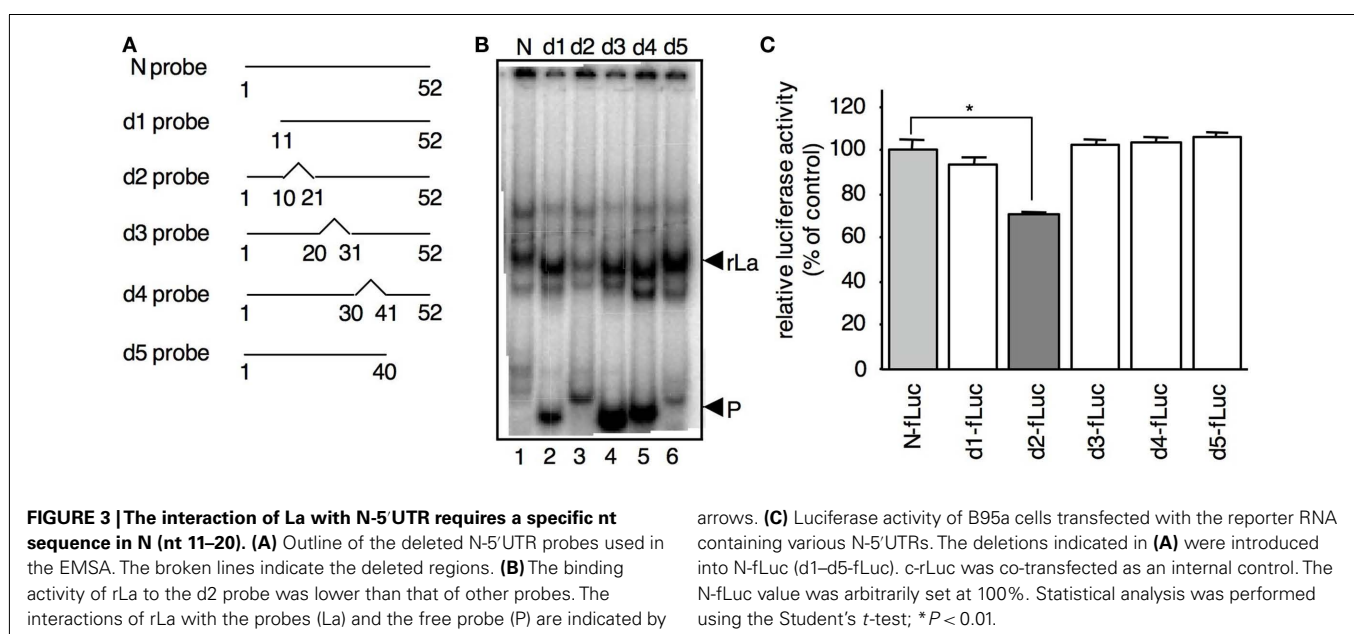 A
N probe
1 52
d1 probe
11 52
d2 probe
1 10 21 52
d3 probe
1 20 31 52
d4 probe
1 30 41 52
d5 probe
1 40
B
N d1 d2 d3 d4 d5
rLa
P
1 2 3 4 5 6
C
relative luciferase activity
(% of control)
120
100
80
60
40
20
0
*
N-fLuc
d1-fLuc
d2-fLuc
d3-fLuc
d4-fLuc
d5-fLuc
FIGURE 3 | The interaction of La with N-5′UTR requires a specific nt
sequence in N (nt 11–20). (A) Outline of the deleted N-5′UTR probes used in
the EMSA. The broken lines indicate the deleted regions. (B) The binding
activity of rLa to the d2 probe was lower than that of other probes. The
interactions of rLa with the probes (La) and the free probe (P) are indicated by
arrows. (C) Luciferase activity of B95a cells transfected with the reporter RNA
containing various N-5′UTRs. The deletions indicated in (A) were introduced
into N-fLuc (d1–d5-fLuc). c-rLuc was co-transfected as an internal control. The
N-fLuc value was arbitrarily set at 100%. Statistical analysis was performed
using the Student's t-test; *P < 0.01.